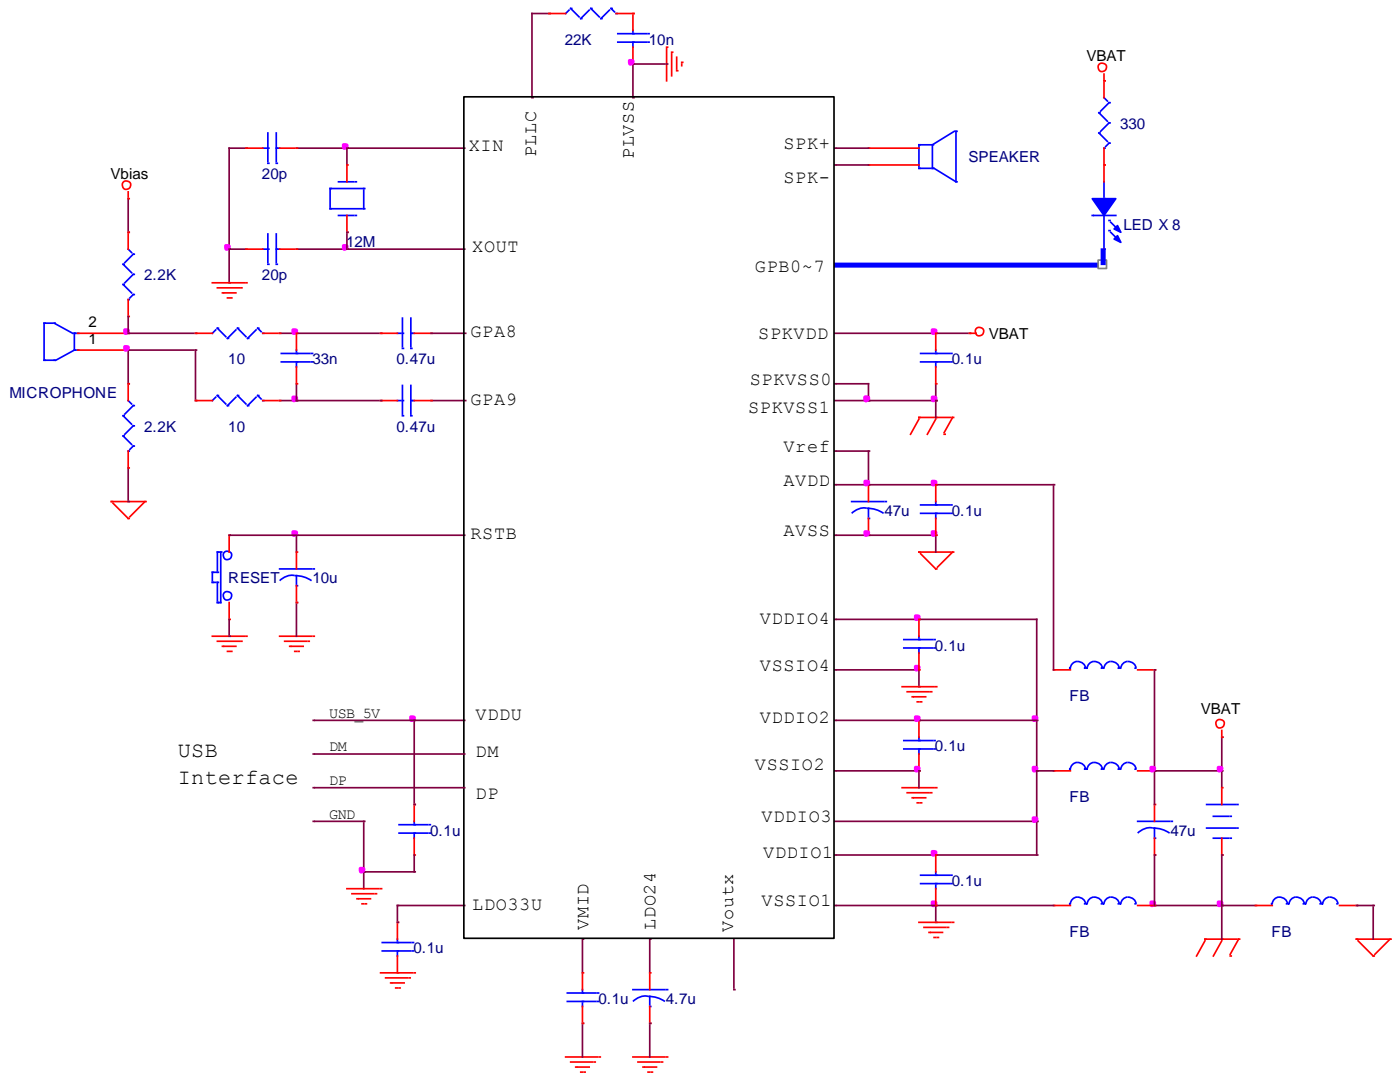 22K
10n
VBAT
330
PLLC
PLVSS
XIN
20p
12M
XOUT
20p
SPK+
SPK-
SPEAKER
LED X 8
GPB0~7
Vbias
2.2K
2
1
MICROPHONE
10
33n
0.47u
GPA8
10
0.47u
GPA9
2.2K
SPKVDD
VBAT
0.1u
SPKVSS0
SPKVSS1
Vref
AVDD
47u
0.1u
AVSS
RSTB
RESET
10u
VDDIO4
0.1u
VSSIO4
FB
VDDIO2
0.1u
VSSIO2
VBAT
FB
VDDIO3
47u
VDDIO1
0.1u
VSSIO1
FB
FB
USB
Interface
USB_5V
VDDU
DM
DM
DP
DP
GND
0.1u
LDO33U
0.1u
VMID
LDO24
Voutx
0.1u
4.7u